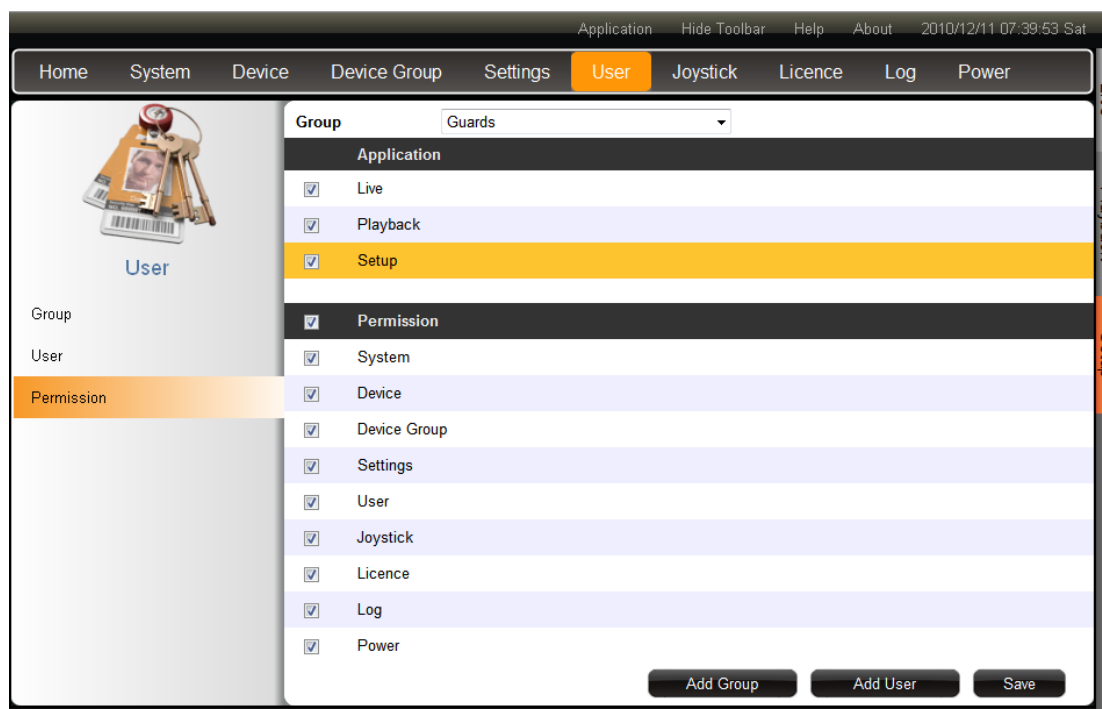 Application Hide Toolbar Help About 2010/12/11 07:39:53 Sat
Home System Device Device Group Settings User Joystick Licence Log Power
User
Group
User
Permission
Group Guards
Application
Live
Playback
Setup
Permission
System
Device
Device Group
Settings
User
Joystick
Licence
Log
Power
Add Group Add User Save